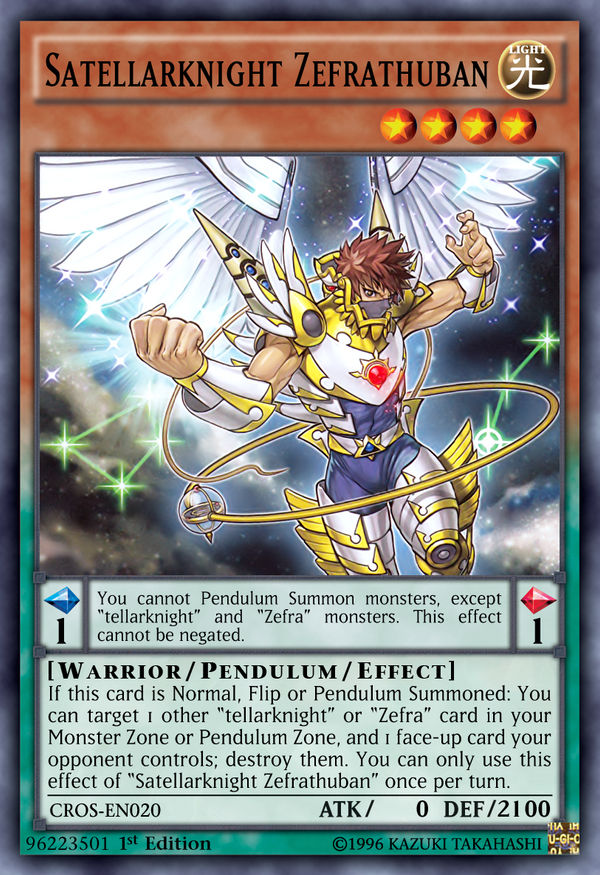 SATELLARKNIGHT ZEFRATHUBAN
LIGHT
光
1
You cannot Pendulum Summon monsters, except
"tellarknight" and "Zefra" monsters. This effect
cannot be negated.
1
[WARRIOR/PENDULUM/EFFECT]
If this card is Normal, Flip or Pendulum Summoned: You
can target 1 other "tellarknight" or "Zefra" card in your
Monster Zone or Pendulum Zone, and 1 face-up card your
opponent controls; destroy them. You can only use this
effect of "Satellarknight Zefrathuban" once per turn.
CROS-EN020 ATK/ 0 DEF/2100
96223501 1st Edition ©1996 KAZUKI TAKAHASHI